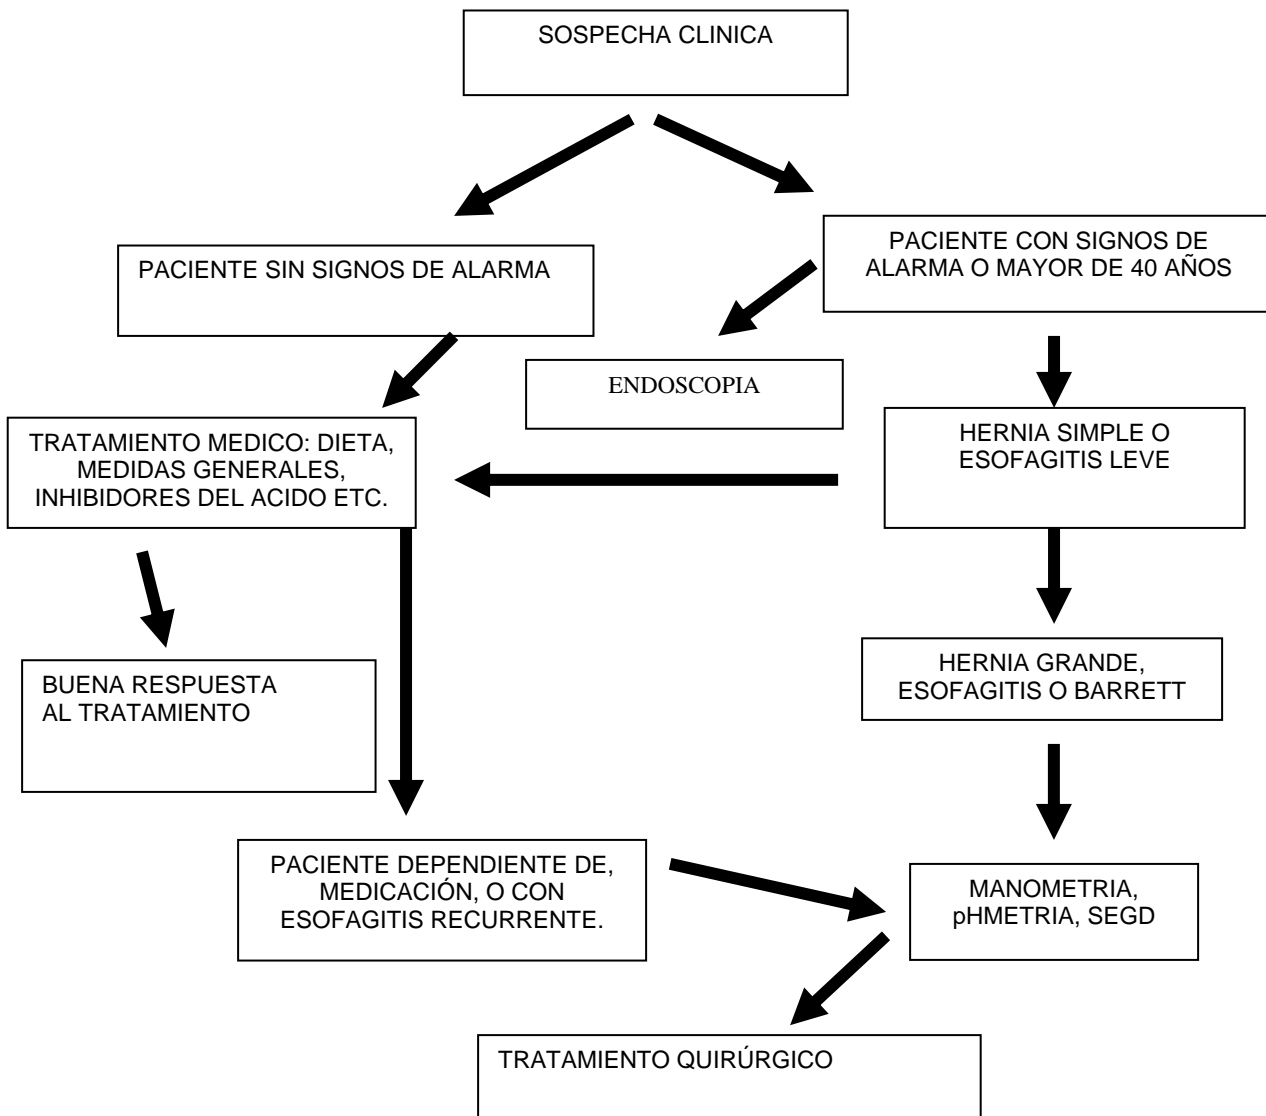 SOSPECHA CLINICA
PACIENTE SIN SIGNOS DE ALARMA
PACIENTE CON SIGNOS DE
ALARMA O MAYOR DE 40 AÑOS
ENDOSCOPIA
TRATAMIENTO MEDICO: DIETA,
MEDIDAS GENERALES,
INHIBIDORES DEL ACIDO ETC.
HERNIA SIMPLE O
ESOFAGITIS LEVE
BUENA RESPUESTA
AL TRATAMIENTO
HERNIA GRANDE,
ESOFAGITIS O BARRETT
PACIENTE DEPENDIENTE DE,
MEDICACIÓN, O CON
ESOFAGITIS RECURRENTE.
MANOMETRIA,
pHMETRIA, SEGD
TRATAMIENTO QUIRÚRGICO